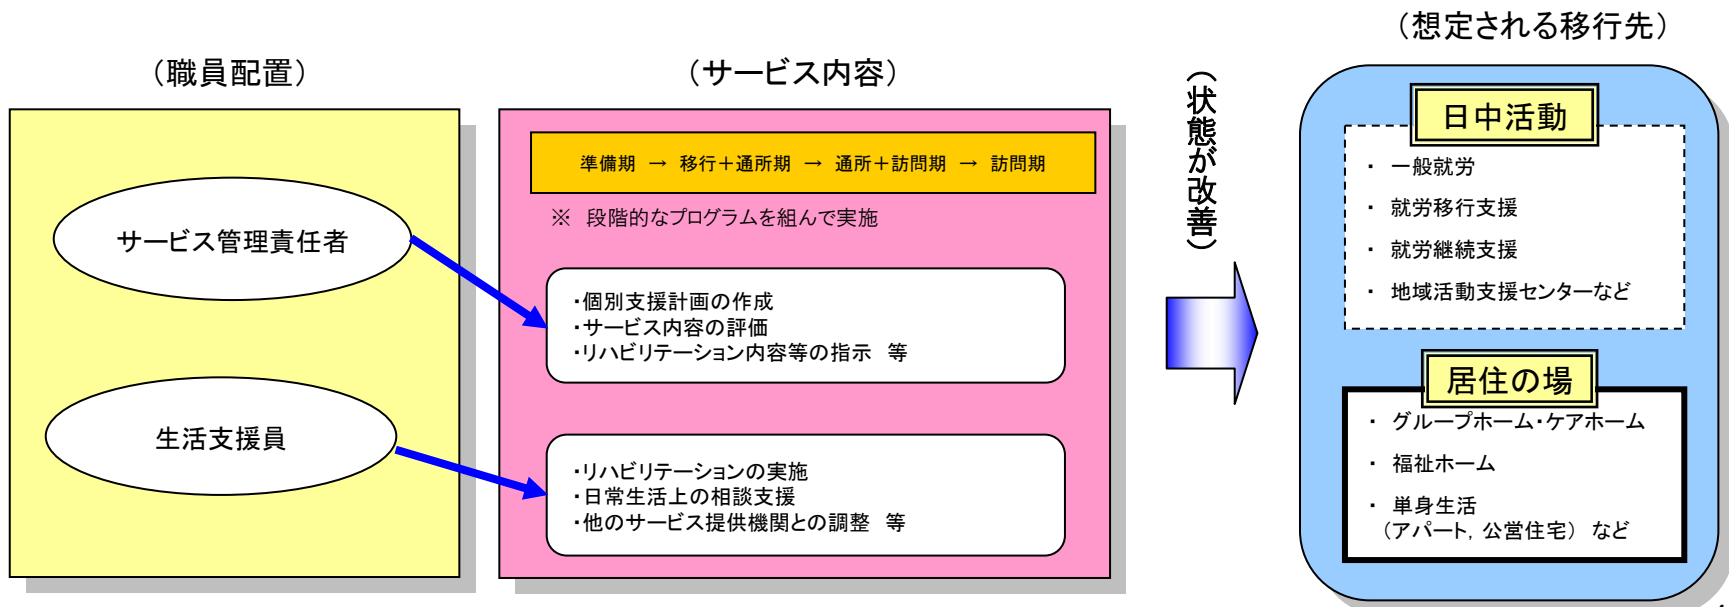 （職員配置）
サービス管理責任者
生活支援員
（サービス内容）
準備期 → 移行＋通所期 → 通所＋訪問期 → 訪問期
※ 段階的なプログラムを組んで実施
・個別支援計画の作成
・サービス内容の評価
・リハビリテーション内容等の指示 等
・リハビリテーションの実施
・日常生活上の相談支援
・他のサービス提供機関との調整 等
（状態が改善）
（想定される移行先）
日中活動
・ 一般就労
・ 就労移行支援
・ 就労継続支援
・ 地域活動支援センターなど
居住の場
・ グループホーム・ケアホーム
・ 福祉ホーム
・ 単身生活
（アパート，公営住宅） など